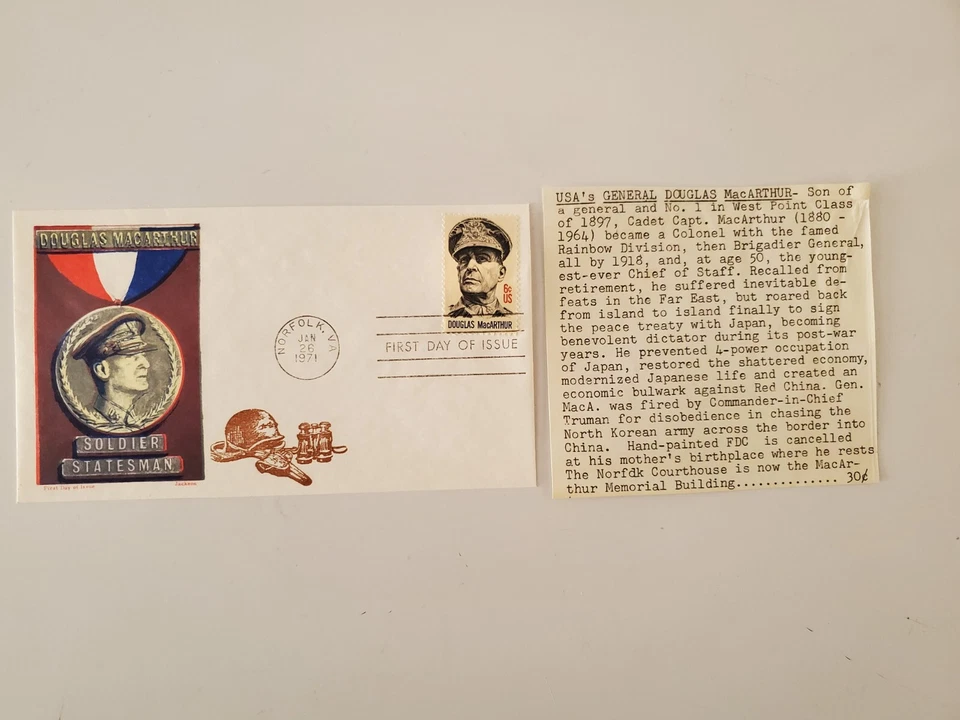 DOUGLAS MACARTHUR
SOLDIER
STATESMAN
First Day of Issue
Jackson
NORFOLK, VA
JAN
26
1971
6c
US
DOUGLAS MacARTHUR
FIRST DAY OF ISSUE
USA's GENERAL DOUGLAS MacARTHUR- Son of
a general and No. 1 in West Point Class
of 1897, Cadet Capt. MacArthur (1880 -
1964) became a Colonel with the famed
Rainbow Division, then Brigadier General,
all by 1918, and, at age 50, the young-
est-ever Chief of Staff. Recalled from
retirement, he suffered inevitable de-
feats in the Far East, but roared back
from island to island finally to sign
the peace treaty with Japan, becoming
benevolent dictator during its post-war
years. He prevented 4-power occupation
of Japan, restored the shattered economy,
modernized Japanese life and created an
economic bulwark against Red China. Gen.
MacA. was fired by Commander-in-Chief
Truman for disobedience in chasing the
North Korean army across the border into
China. Hand-painted FDC is cancelled
at his mother's birthplace where he rests
The Norfdk Courthouse is now the MacAr-
thur Memorial Building.............. 30¢